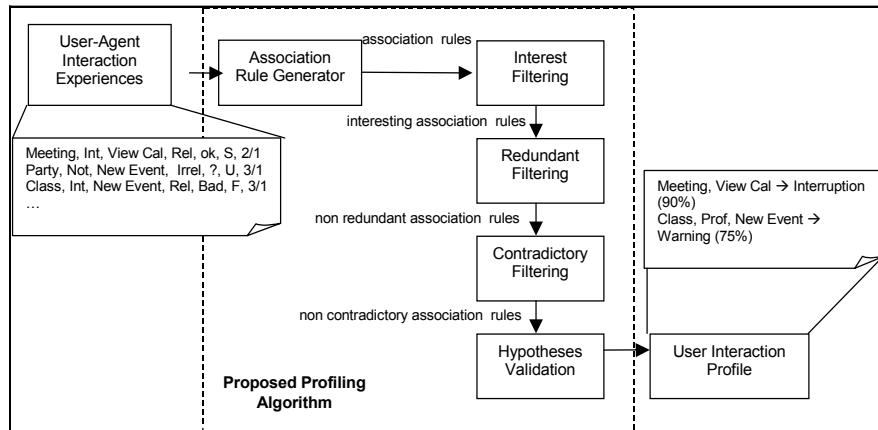 User-Agent
Interaction
Experiences
Association
Rule Generator
association rules
Interest
Filtering
interesting association rules
Meeting, Int, View Cal, Rel, ok, S, 2/1
Party, Not, New Event, Irrel, ?, U, 3/1
Class, Int, New Event, Rel, Bad, F, 3/1
…
Redundant
Filtering
non redundant association rules
Meeting, View Cal → Interruption
(90%)
Class, Prof, New Event →
Warning (75%)
Contradictory
Filtering
non contradictory association rules
Hypotheses
Validation
User Interaction
Profile
Proposed Profiling
Algorithm